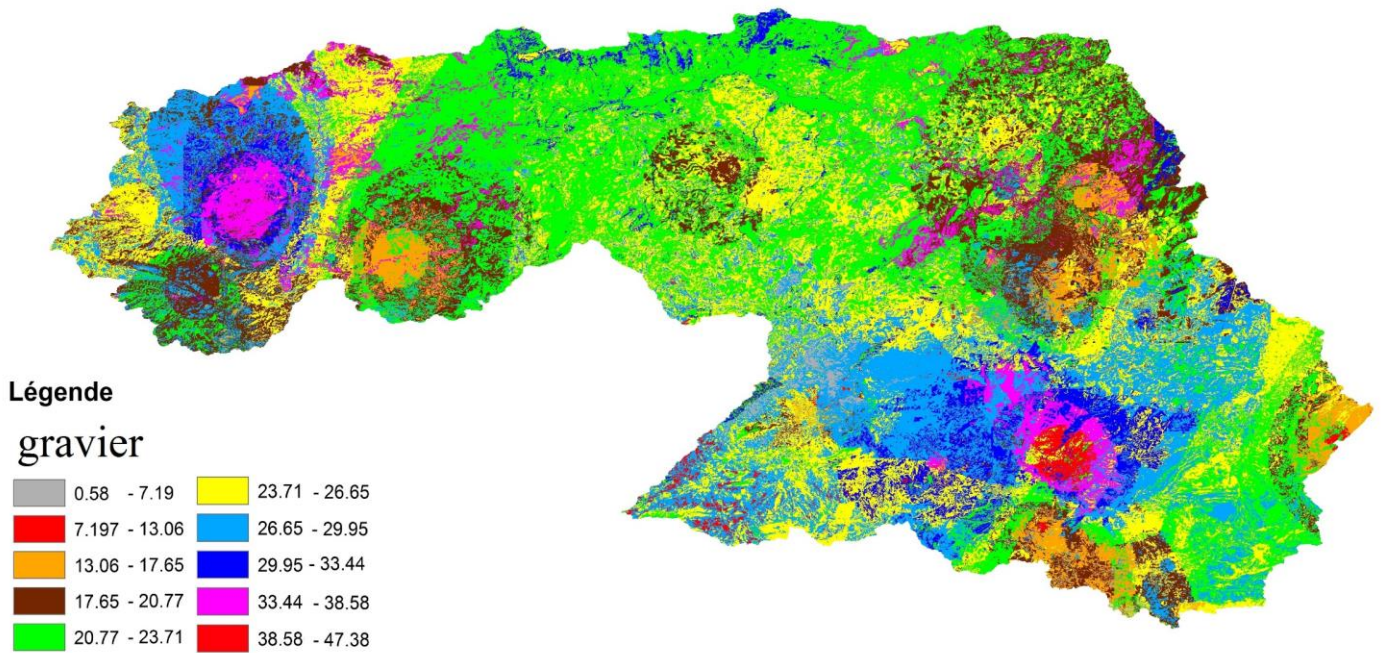 Légende
gravier
0.58 - 7.19
7.197 - 13.06
13.06 - 17.65
17.65 - 20.77
20.77 - 23.71
23.71 - 26.65
26.65 - 29.95
29.95 - 33.44
33.44 - 38.58
38.58 - 47.38